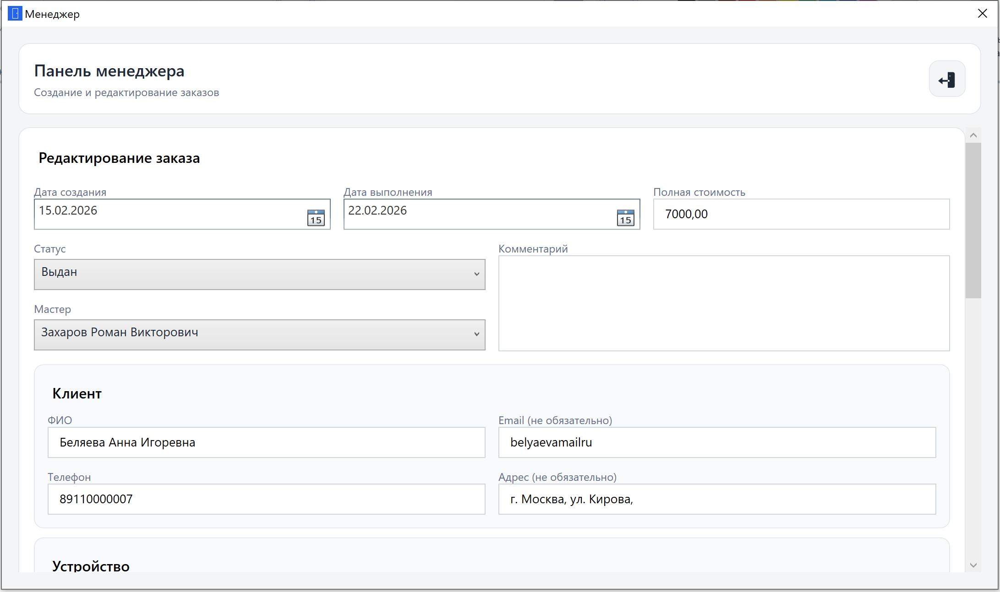 Менеджер
Панель менеджера
Создание и редактирование заказов
Редактирование заказа
Дата создания
Дата выполнения
Полная стоимость
15.02.2026
15
22.02.2026
15
7000,00
Статус
Комментарий
Выдан
Мастер
Захаров Роман Викторович
Клиент
ФИО
Email (не обязательно)
Беляева Анна Игоревна
belyaevamailru
Телефон
Адрес (не обязательно)
89110000007
г. Москва, ул. Кирова,
Устройство